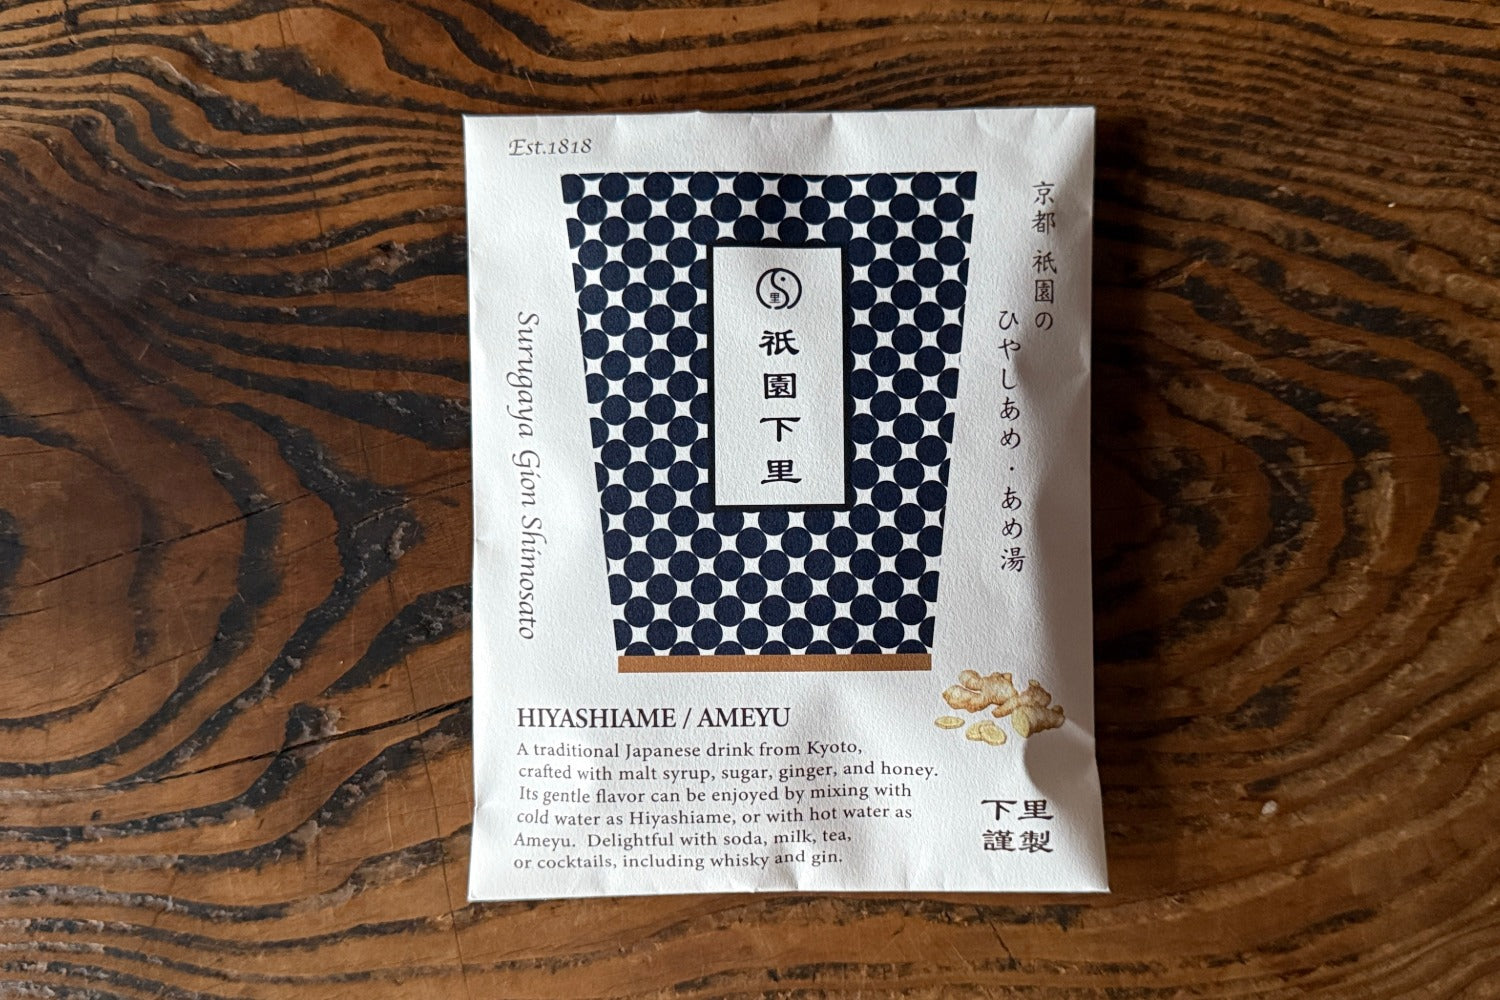 Est.1818
京都 祇園の
ひやしあめ・あめ湯
里
祇園下里
Surugaya Gion Shimosato
HIYASHIAME / AMEYU
A traditional Japanese drink from Kyoto,
crafted with malt syrup, sugar, ginger, and honey.
Its gentle flavor can be enjoyed by mixing with
cold water as Hiyashiame, or with hot water as
Ameyu. Delightful with soda, milk, tea,
or cocktails, including whisky and gin.
下里
謹製